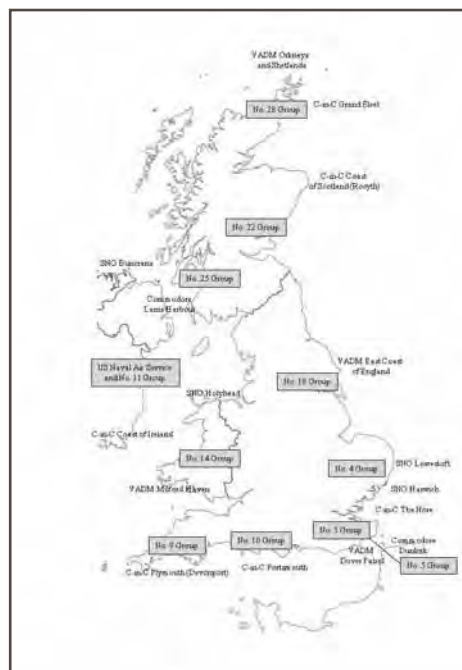 VADM Orkneys
and Shetlands
No. 28 Group
C-in-C Grand Fleet
C-in-C Coast
of Scotland (Rosyth)
No. 22 Group
SNO Buncrana
No. 25 Group
Commodore
Larne Harbour
US Naval Air Service
and No. 11 Group
VADM East Coast
of England
No. 18 Group
SNO Holyhead
C-in-C Coast of Ireland
No. 14 Group
No. 4 Group
SNO Lowestoft
VADM Milford Haven
SNO Harwich
C-in-C The Nore
No. 5 Group
No. 9 Group
No. 10 Group
Commodore
Dunkirk
VADM
Dover Patrol
C-in-C Plymouth (Devonport)
C-in-C Portsmouth
No. 5 Group